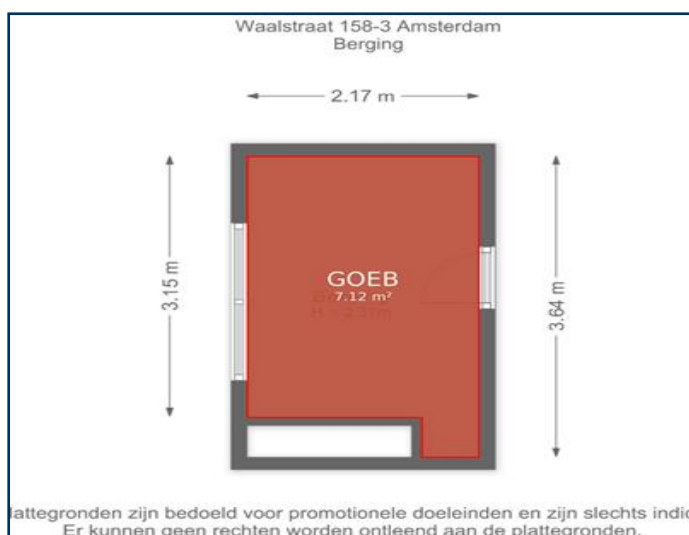 Waalstraat 158-3 Amsterdam
Berging
2.17 m
3.15 m
GOEB
7.12 m²
3.64 m
lattegronden zijn bedoeld voor promotionele doeleinden en zijn slechts indic
Er kunnen geen rechten worden ontleend aan de plattegronden.